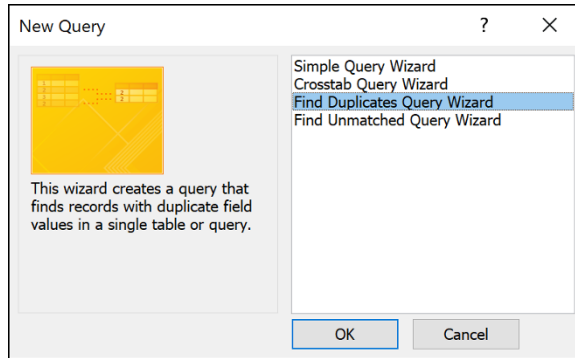 New Query
?
Simple Query Wizard
Crosstab Query Wizard
Find Duplicates Query Wizard
Find Unmatched Query Wizard
This wizard creates a query that
finds records with duplicate field
values in a single table or query.
OK
Cancel